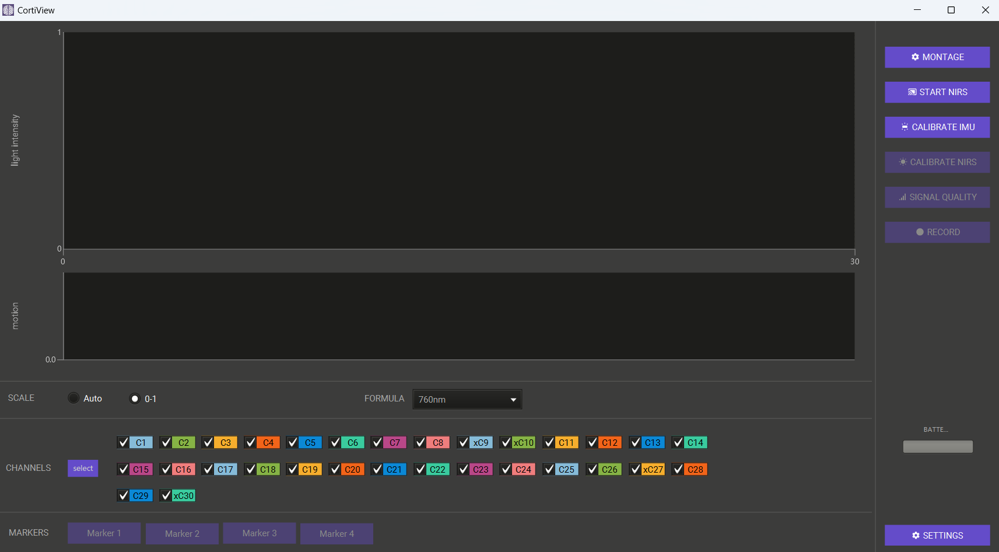 CortiView
1
light intensity
0
0 30
motion
0.0
SCALE Auto 0-1 FORMULA 760nm
CHANNELS select
C1 C2 C3 C4 C5 C6 C7 C8 xC9 xC10 C11 C12 C13 C14
C15 C16 C17 C18 C19 C20 C21 C22 C23 C24 C25 C26 xC27 C28
C29 xC30
MARKERS Marker 1 Marker 2 Marker 3 Marker 4
MONTAGE
START NIRS
CALIBRATE IMU
CALIBRATE NIRS
SIGNAL QUALITY
RECORD
BATTE...
SETTINGS